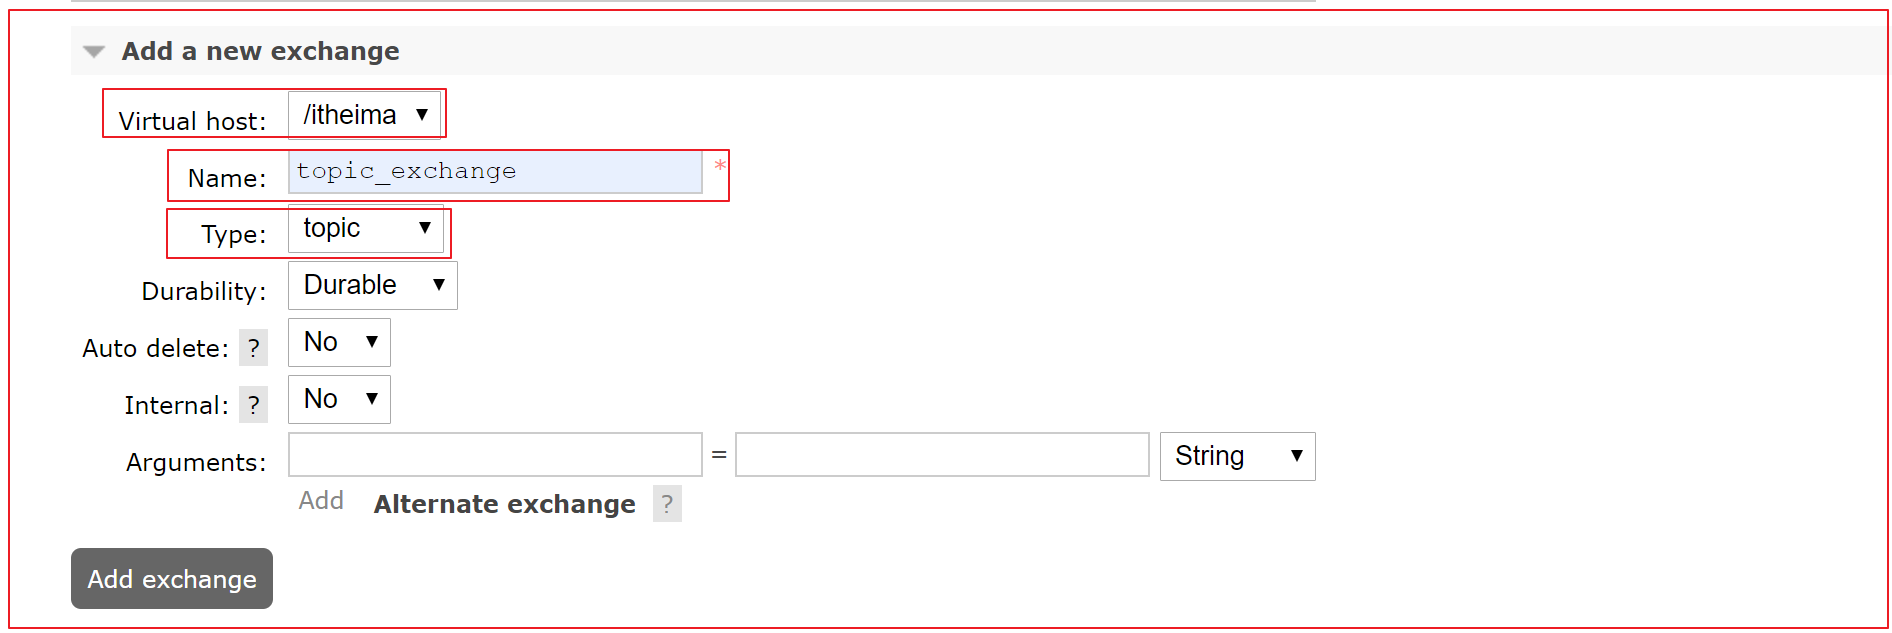 Add a new exchange
Virtual host: /itheima
Name: topic_exchange *
Type: topic
Durability: Durable
Auto delete: ? No
Internal: ? No
Arguments: = String
Add Alternate exchange ?
Add exchange